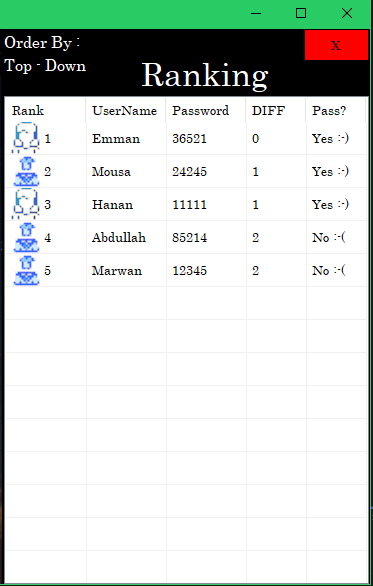 Order By :
x
Top - Down
Ranking
Rank UserName Password DIFF Pass?
1 Emman 36521 0 Yes :-)
2 Mousa 24245 1 Yes :-)
3 Hanan 11111 1 Yes :-)
4 Abdullah 85214 2 No :-(
5 Marwan 12345 2 No :-(